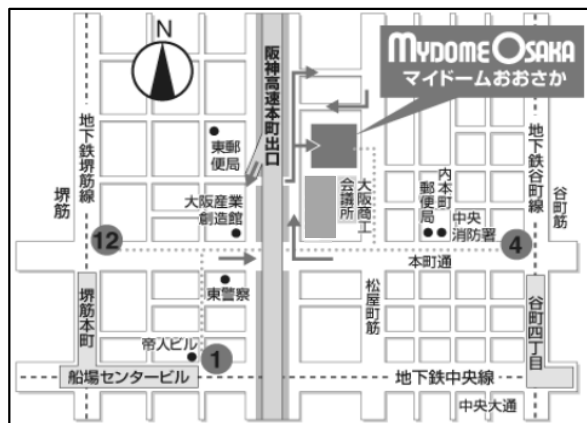 N
MYDOME OSAKA
マイドームおおさか
阪神高速本町出口
地下鉄堺筋線
堺筋
東郵
便局
大阪産業
創造館
大阪商工
会議所
内本町
郵便局
中央
消防署
地下鉄谷町線
谷町筋
12
4
本町通
東警察
松屋町筋
堺筋本町
谷町四丁目
帝人ビル
1
船場センタービル
地下鉄中央線
中央大通